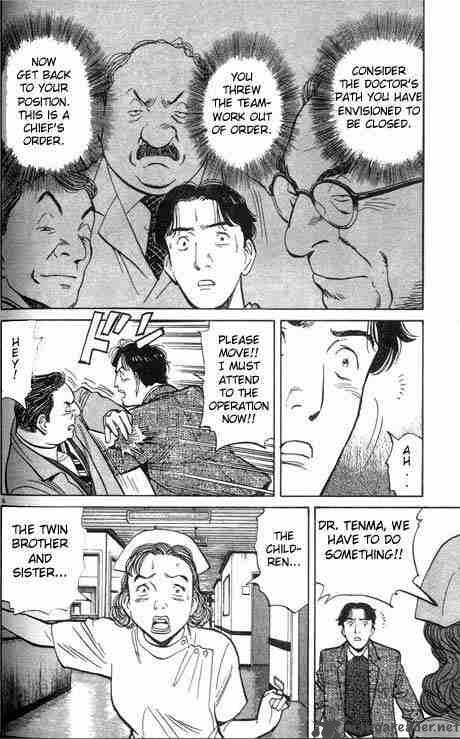 CONSIDER
THE DOCTOR'S
PATH YOU HAVE
ENVISIONED TO
BE CLOSED.
YOU
THREW
THE TEAM-
WORK OUT
OF ORDER.
NOW
GET BACK
TO YOUR
POSITION.
THIS IS A
CHIEF'S
ORDER.
AH...
PLEASE
MOVE!!
I MUST
ATTEND
TO THE
OPERATION
NOW!!
HEY!
DR. TENMA, WE
HAVE TO DO
SOMETHING!!
THE
CHILD-
REN...
THE TWIN
BROTHER
AND
SISTER...